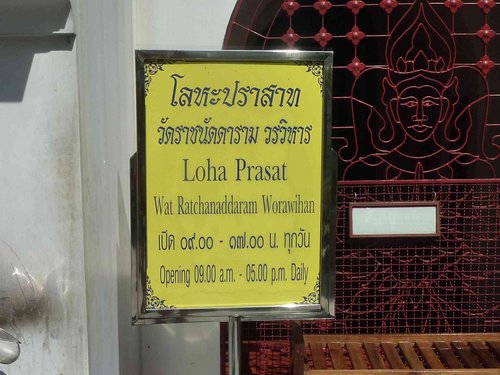 โลหะปราสาท
วัดราชนัดดาราม วรวิหาร
Loha Prasat
Wat Ratchanaddaram Worawihan
เปิด ๐๙.๐๐ - ๑๗.๐๐ น. ทุกวัน
Opening 09.00 a.m. - 05.00 p.m. Daily